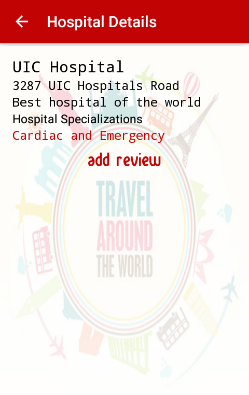 Hospital Details
UIC Hospital
3287 UIC Hospitals Road
Best hospital of the world
Hospital Specializations
Cardiac and Emergency
add review
TRAVEL
AROUND
THE WORLD